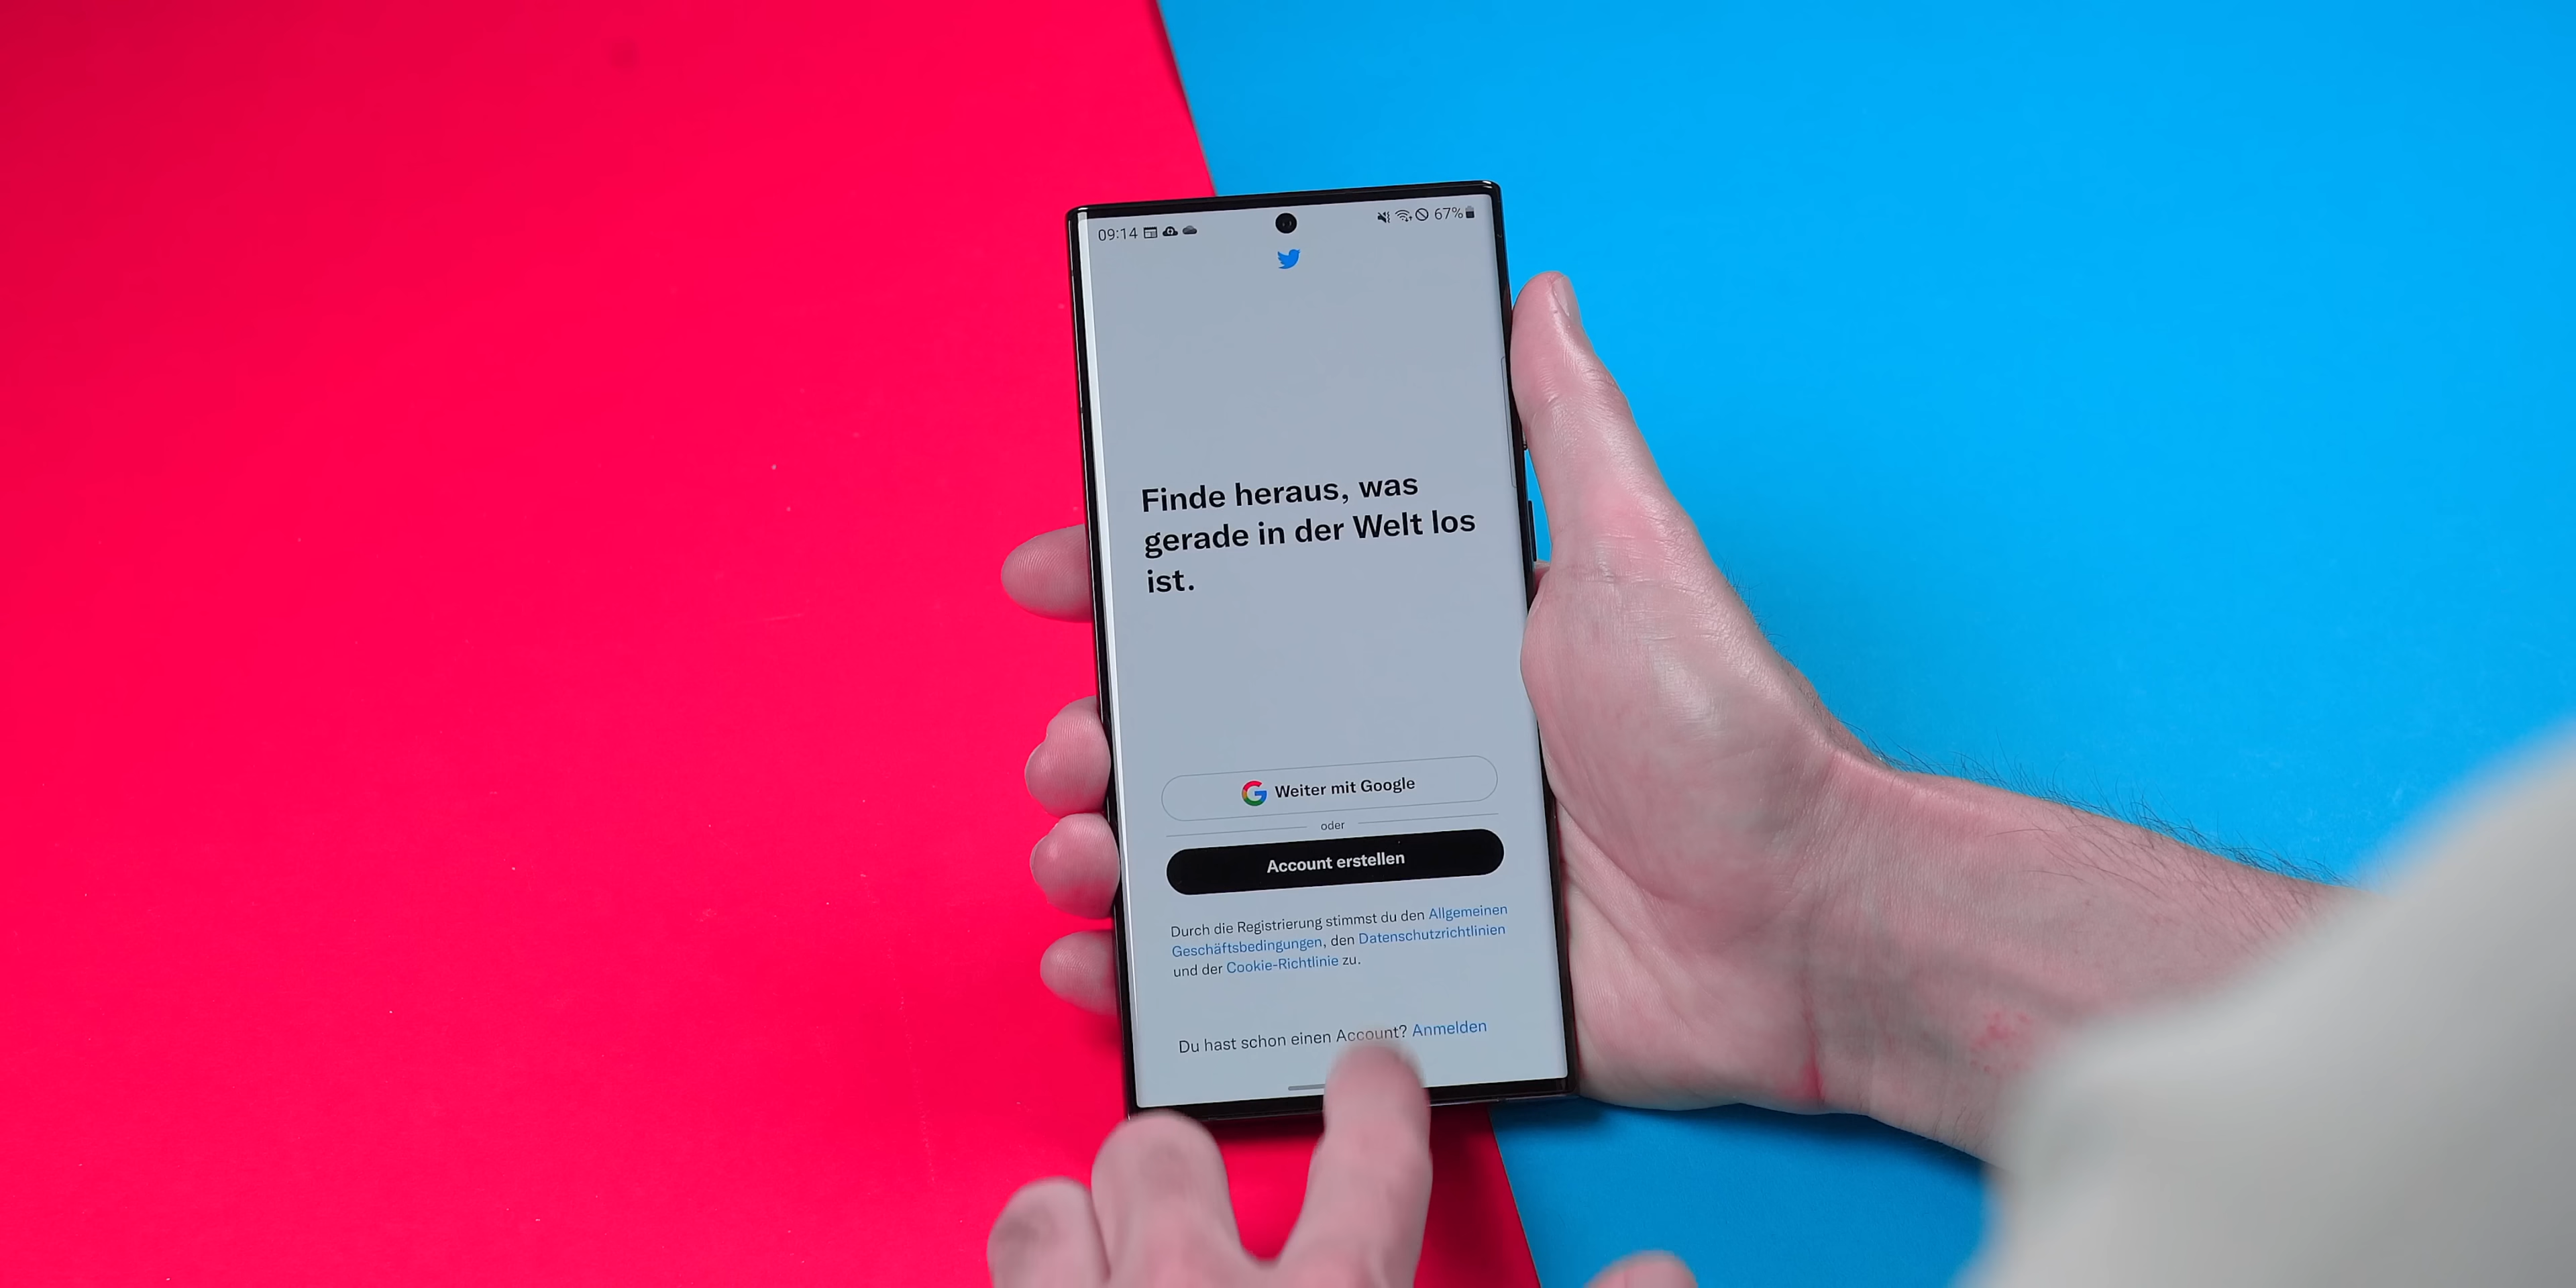 09:14
67%
Finde heraus, was
gerade in der Welt los
ist.
Weiter mit Google
oder
Account erstellen
Durch die Registrierung stimmst du den Allgemeinen
Geschäftsbedingungen, den Datenschutzrichtlinien
und der Cookie-Richtlinie zu.
Du hast schon einen Account? Anmelden